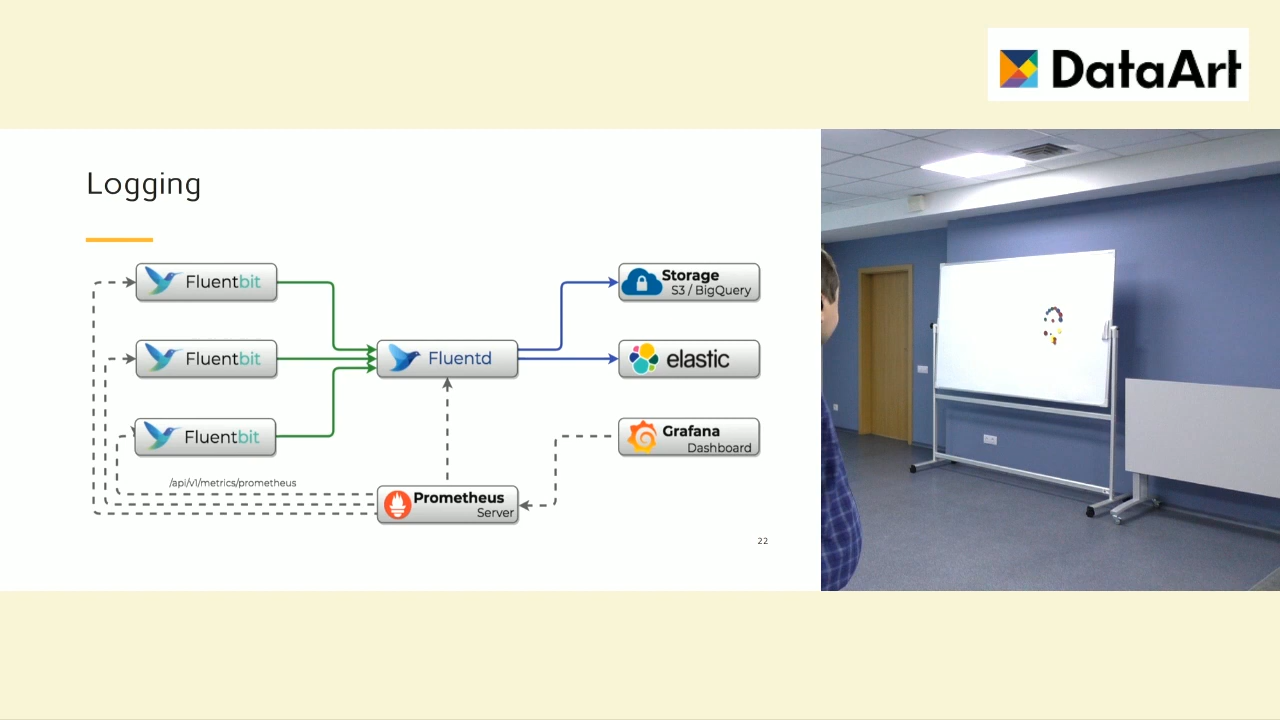 DataArt
Logging
Fluentbit
Storage
S3 / BigQuery
Fluentbit
Fluentd
elastic
Fluentbit
Grafana
Dashboard
/api/v1/metrics/prometheus
Prometheus
Server
22